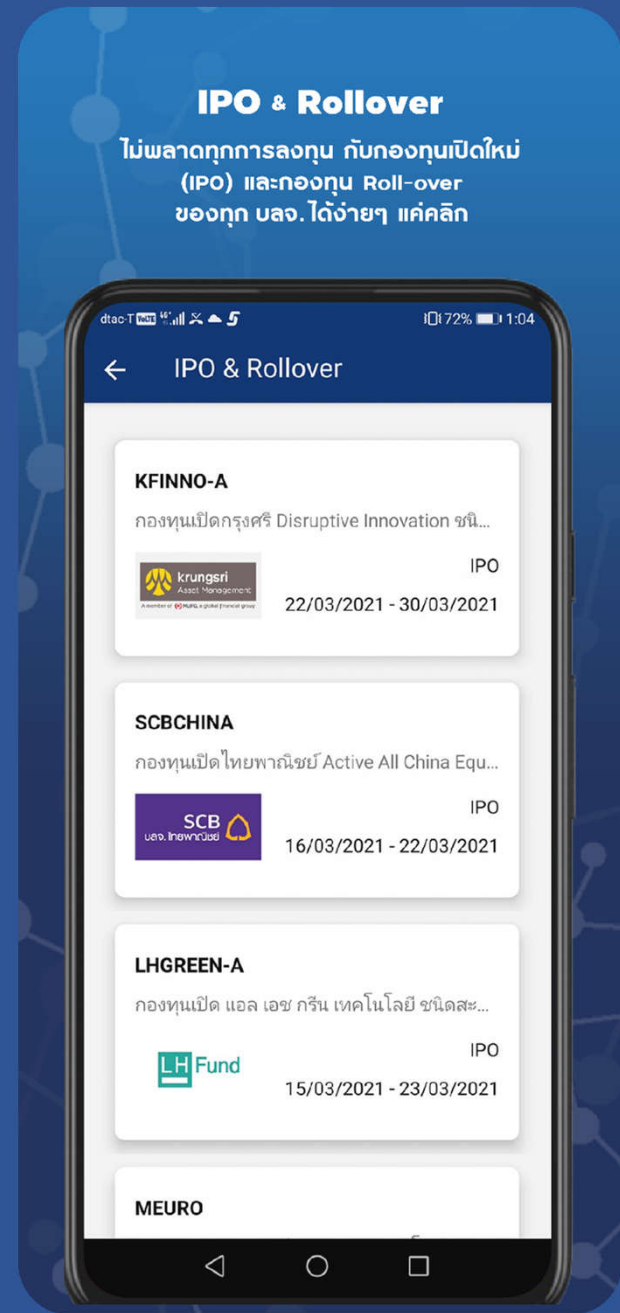 IPO & Rollover
ไม่พลาดทุกการลงทุน กับกองทุนเปิดใหม่
(IPO) และกองทุน Roll-over
ของทุก บลจ. ได้ง่ายๆ แค่คลิก
dtac-T VoLTE 72% 1:04
IPO & Rollover
KFINNO-A
กองทุนเปิดกรุงศรี Disruptive Innovation ชนิ...
krungsri
Asset Management
A member of MUFG, a global financial group
IPO
22/03/2021 - 30/03/2021
SCBCHINA
กองทุนเปิดไทยพาณิชย์ Active All China Equ...
SCB
บลจ. ไทยพาณิชย์
IPO
16/03/2021 - 22/03/2021
LHGREEN-A
กองทุนเปิด แอล เอช กรีน เทคโนโลยี ชนิดสะ...
LH Fund
IPO
15/03/2021 - 23/03/2021
MEURO